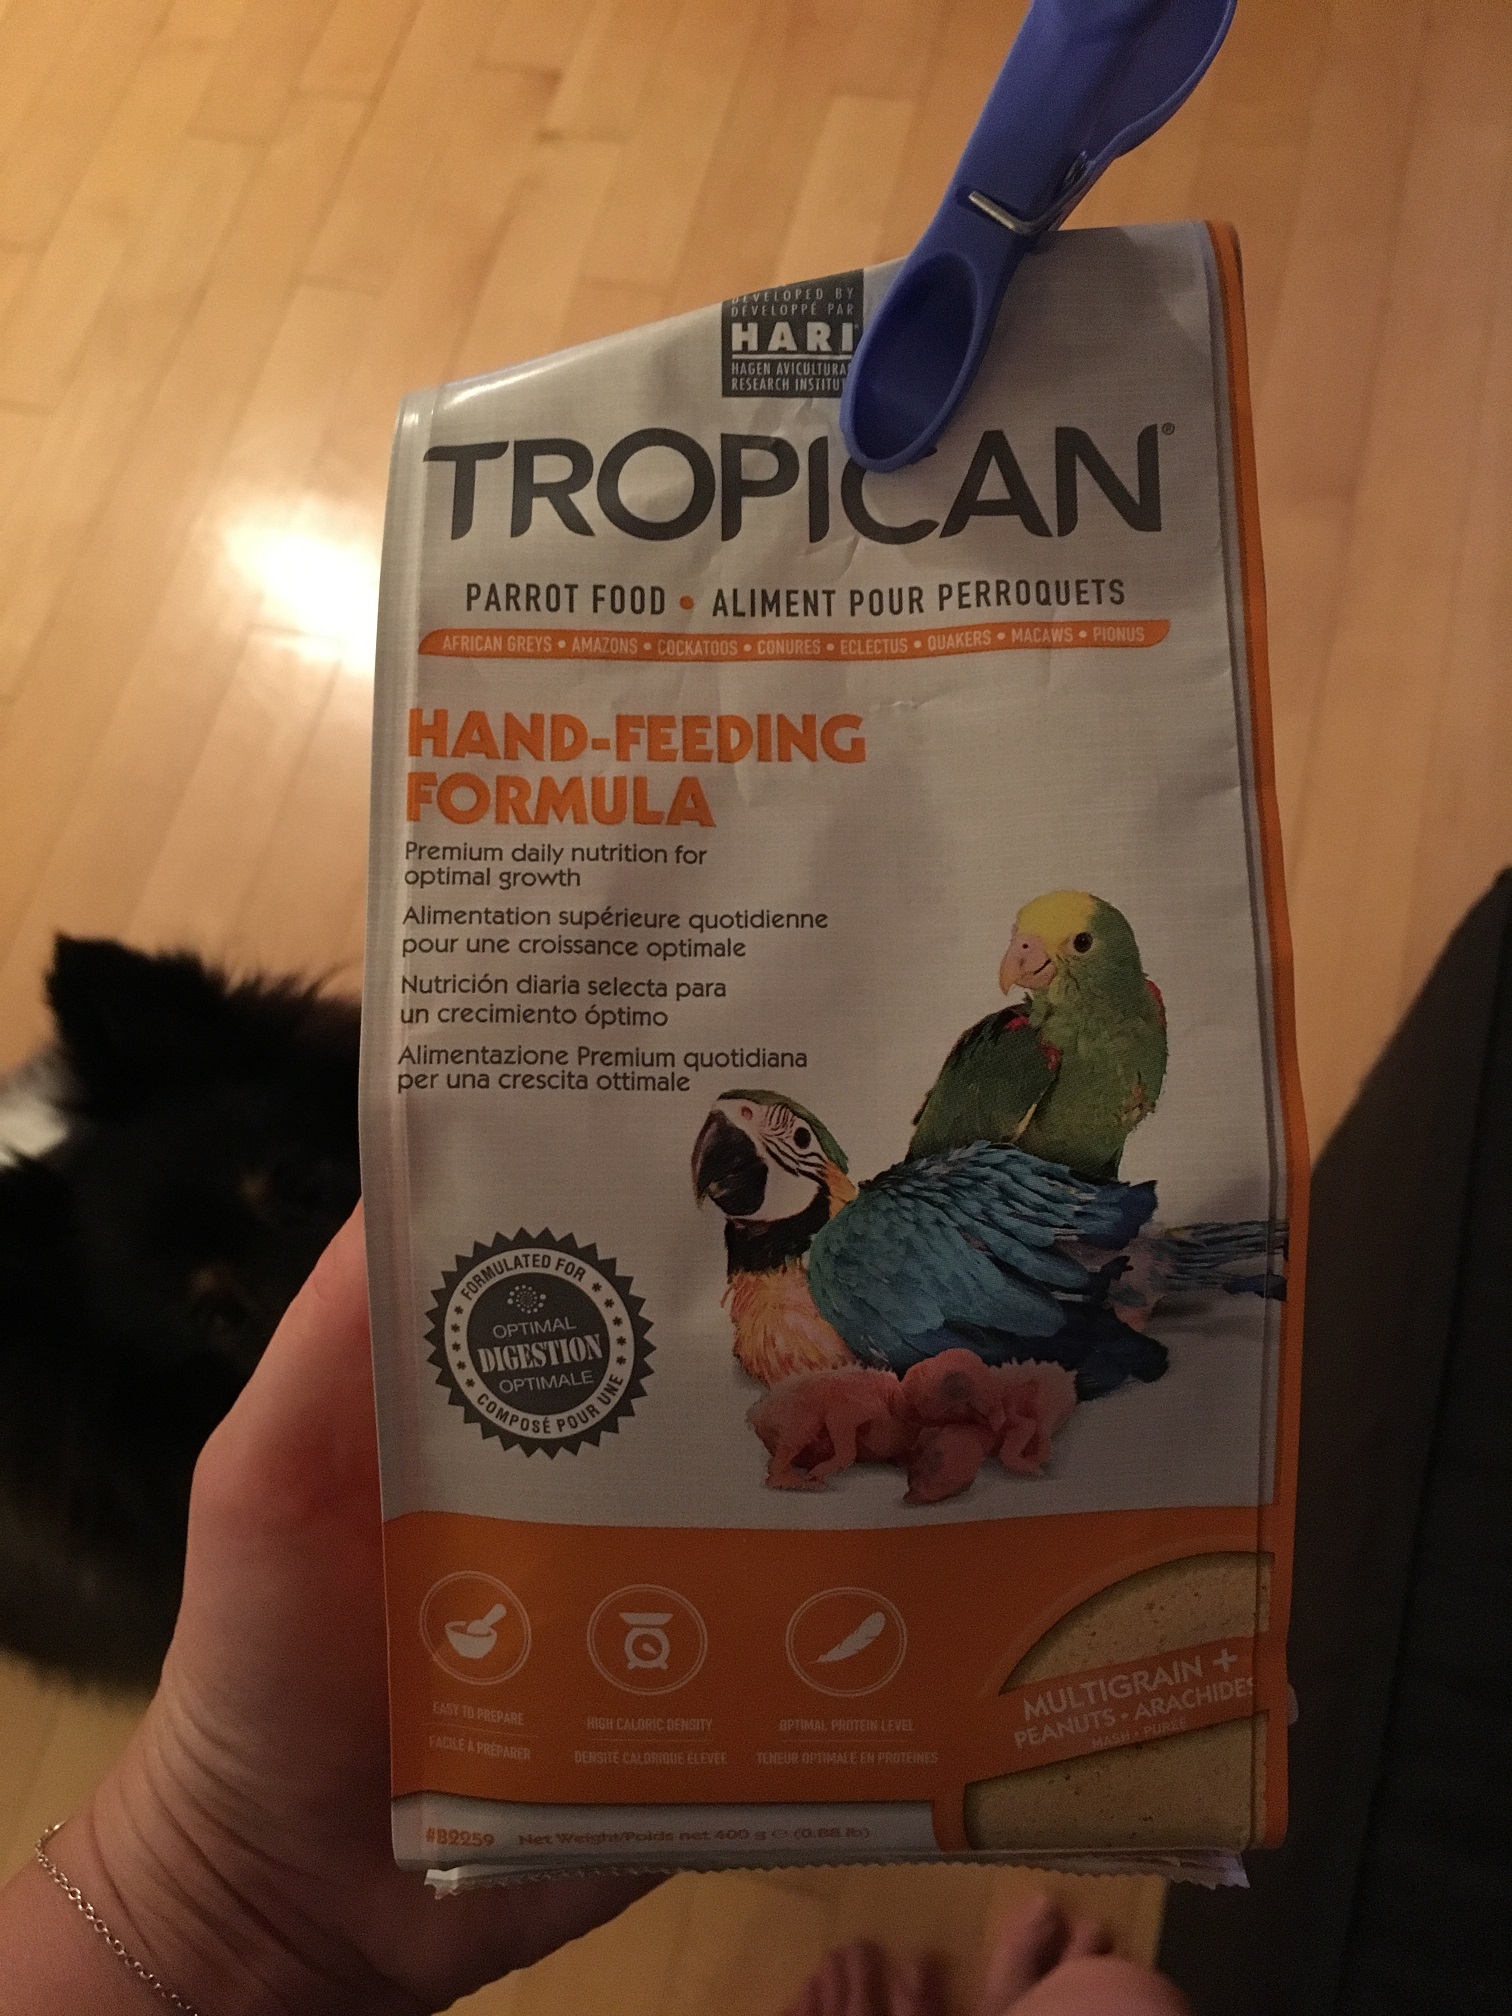 DEVELOPED BY
DÉVELOPPÉ PAR
HARI
HAGEN
RESEARCH
TROPICAN®
PARROT FOOD • ALIMENT POUR PERROQUETS
AFRICAN GREYS • AMAZONS • COCKATOOS • CONURES • ECLECTUS • QUAKERS • MACAWS • PIONUS
HAND-FEEDING
FORMULA
Premium daily nutrition for
optimal growth
Alimentation supérieure quotidienne
pour une croissance optimale
Nutrición diaria selecta para
un crecimiento óptimo
Alimentazione Premium quotidiana
per una crescita ottimale
FORMULATED FOR
OPTIMAL
DIGESTION
OPTIMALE
COMPOSÉ POUR UNE
EASY TO PREPARE
FACILE À PRÉPARER
HIGH CALORIC DENSITY
DENSITÉ CALORIQUE ÉLEVÉE
OPTIMAL PROTEIN LEVEL
TENEUR OPTIMALE EN PROTÉINES
MULTIGRAIN +
PEANUTS • ARACHIDES
MASH • PURÉE
#B2259 Net Weight/Poids net 400 g ℮ (0.88 lb)